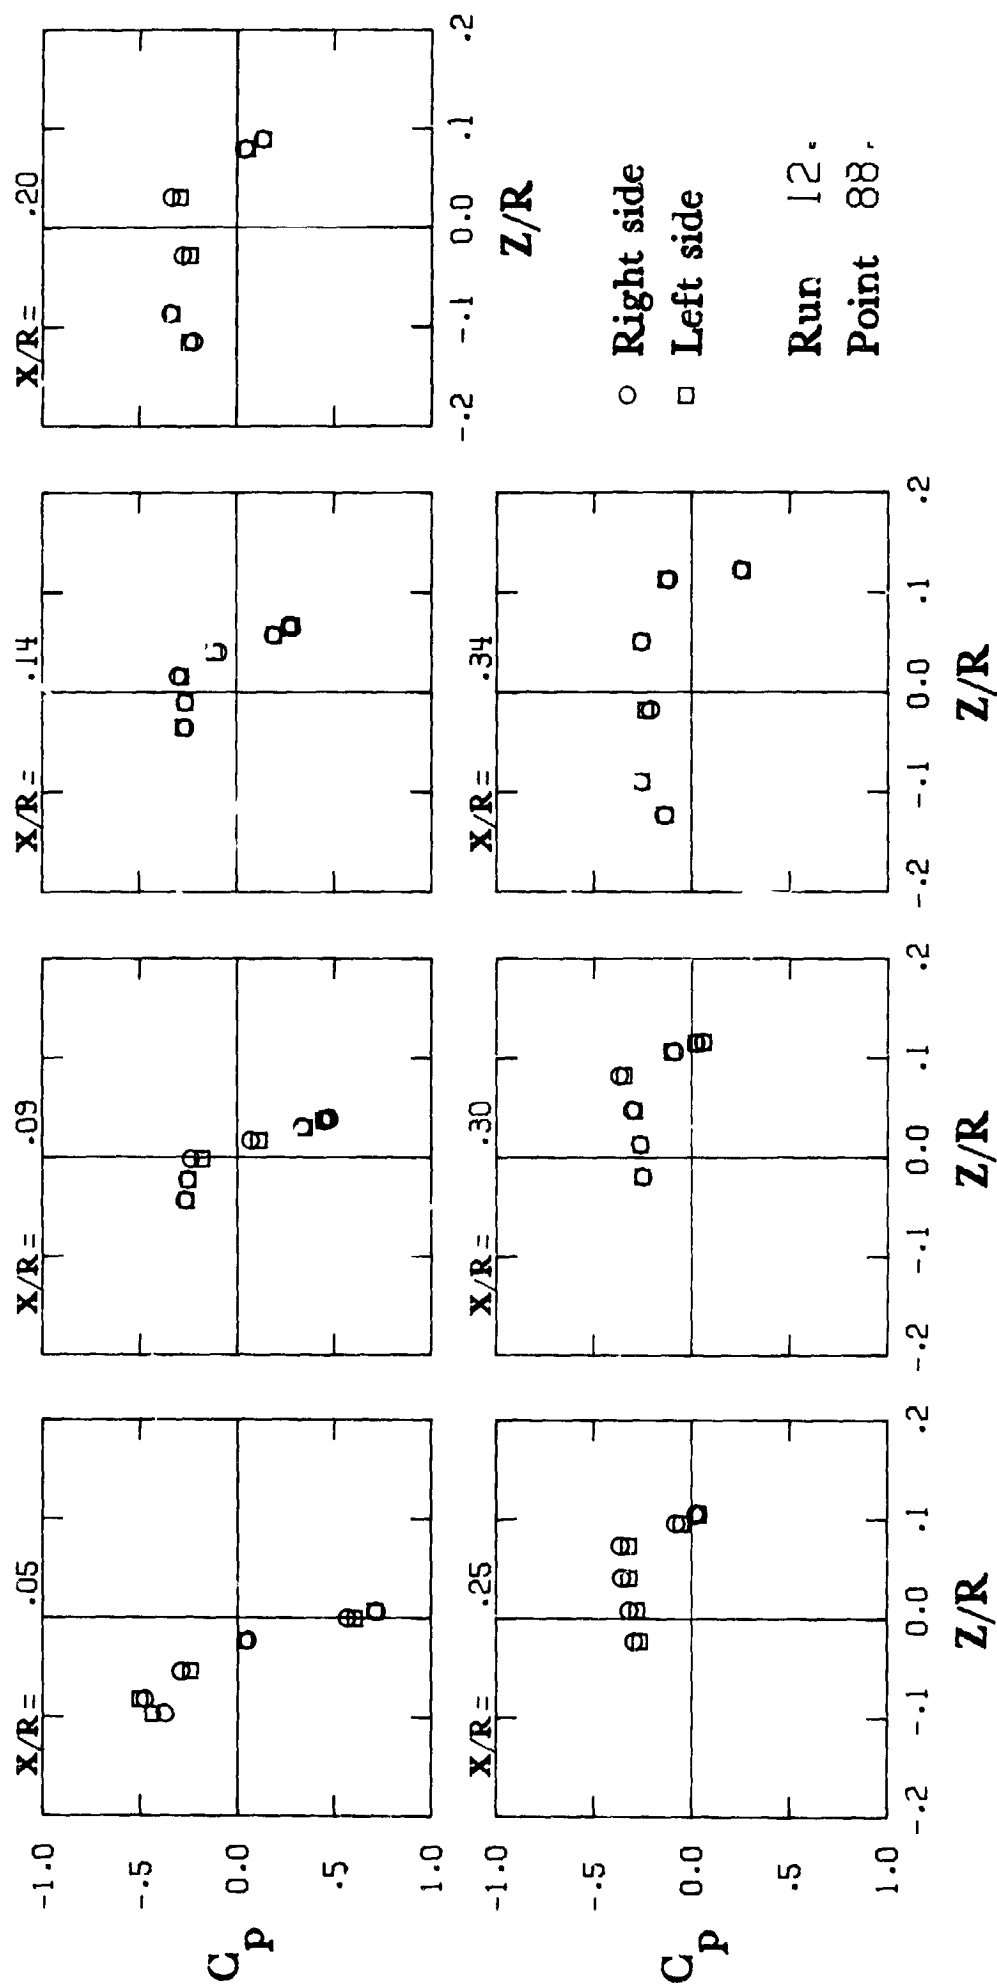 X/R= .05
X/R= .09
X/R= .14
X/R= .20
-1.0
-.5
0.0
.5
1.0
C p
-.2 -.1 0.0 .1 .2
Z/R
X/R= .25
X/R= .30
X/R= .34
-1.0
-.5
0.0
.5
1.0
C p
-.2 -.1 0.0 .1 .2
Z/R
-.2 -.1 0.0 .1 .2
Z/R
-.2 -.1 0.0 .1 .2
Z/R
Right side
Left side
Run 12.
Point 88.